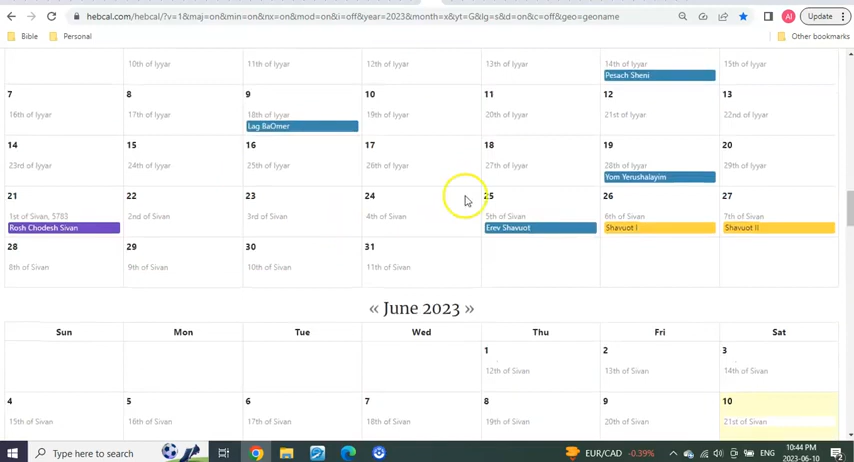 hebcal.com/hebcal/?v=1&maj=on&min=on&nx=on&mod=on&i=off&year=2023&month=x&yt=G&lg=s&d=on&c=off&geo=geoname
AI
Update
Bible Personal Other bookmarks
10th of Iyyar 11th of Iyyar 12th of Iyyar 13th of Iyyar 14th of Iyyar 15th of Iyyar
Pesach Sheni
7 8 9 10 11 12 13
16th of Iyyar 17th of Iyyar 18th of Iyyar 19th of Iyyar 20th of Iyyar 21st of Iyyar 22nd of Iyyar
Lag BaOmer
14 15 16 17 18 19 20
23rd of Iyyar 24th of Iyyar 25th of Iyyar 26th of Iyyar 27th of Iyyar 28th of Iyyar 29th of Iyyar
Yom Yerushalayim
21 22 23 24 25 26 27
1st of Sivan, 5783 2nd of Sivan 3rd of Sivan 4th of Sivan 5th of Sivan 6th of Sivan 7th of Sivan
Rosh Chodesh Sivan Erev Shavuot Shavuot I Shavuot II
28 29 30 31
8th of Sivan 9th of Sivan 10th of Sivan 11th of Sivan
« June 2023 »
Sun Mon Tue Wed Thu Fri Sat
1 2 3
12th of Sivan 13th of Sivan 14th of Sivan
4 5 6 7 8 9 10
15th of Sivan 16th of Sivan 17th of Sivan 18th of Sivan 19th of Sivan 20th of Sivan 21st of Sivan
Type here to search EUR/CAD -0.39% ENG 10:44 PM
2023-06-10
2